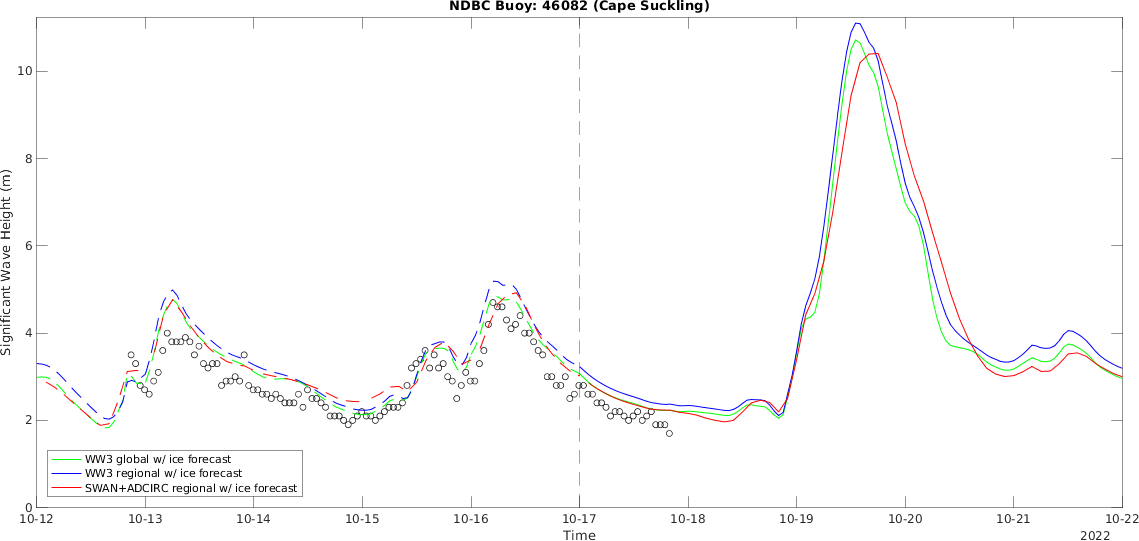 NDBC Buoy: 46082 (Cape Suckling)
10
8
6
4
2
0
Significant Wave Height (m)
WW3 global w/ ice forecast
WW3 regional w/ ice forecast
SWAN+ADCIRC regional w/ ice forecast
10-12 10-13 10-14 10-15 10-16 10-17 10-18 10-19 10-20 10-21 10-22
Time
2022